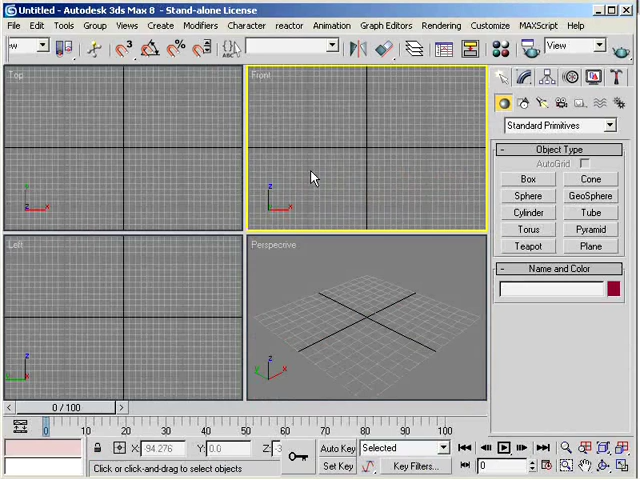 Untitled - Autodesk 3ds Max 8 - Stand-alone License
File Edit Tools Group Views Create Modifiers Character reactor Animation Graph Editors Rendering Customize MAXScript Help
View
ABC
Top
Front
Standard Primitives
- Object Type
AutoGrid
Box Cone
Sphere GeoSphere
Cylinder Tube
Torus Pyramid
Teapot Plane
z
x
Left
Perspective
- Name and Color
z
y x
< 0 / 100 >
0 10 20 30 40 50 60 70 80 90 100
X: -94.276 Y: 0.0 Z: -3
Auto Key Selected
Click or click-and-drag to select objects
Set Key Key Filters... 0